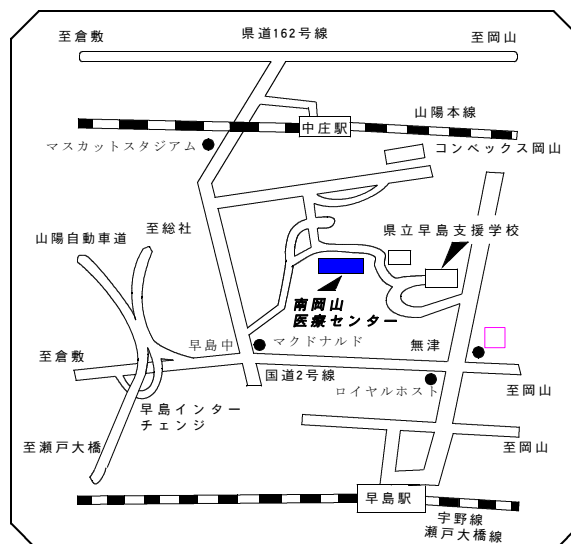 県道162号線
至倉敷
至岡山
山陽本線
中庄駅
マスカットスタジアム
コンベックス岡山
至総社
県立早島支援学校
山陽自動車道
南岡山
医療センター
早島中
マクドナルド
無津
至倉敷
国道2号線
ロイヤルホスト
至岡山
早島インター
チェンジ
至瀬戸大橋
至岡山
早島駅
宇野線
瀬戸大橋線